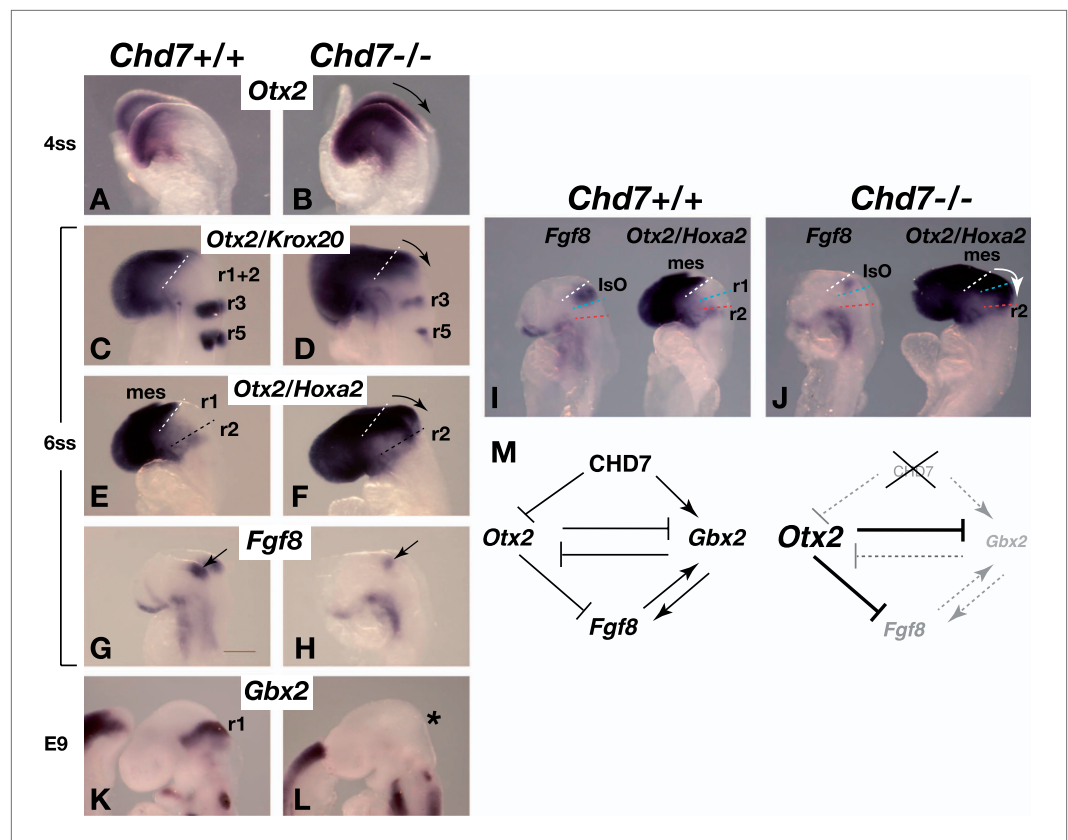 Chd7+/+ Chd7-/-
Otx2
4ss
A B
Otx2/Krox20
r1+2
r3 r3
r5 r5
C D
Otx2/Hoxa2
mes r1
r2 r2
6ss
E F
Fgf8
G H
Gbx2
r1 *
E9
K L
Chd7+/+ Chd7-/-
Fgf8 Otx2/Hoxa2 Fgf8 Otx2/Hoxa2
mes mes
IsO r1 IsO
r2 r2
I J
M
CHD7 CHD7
Otx2 Gbx2 Otx2 Gbx2
Fgf8 Fgf8